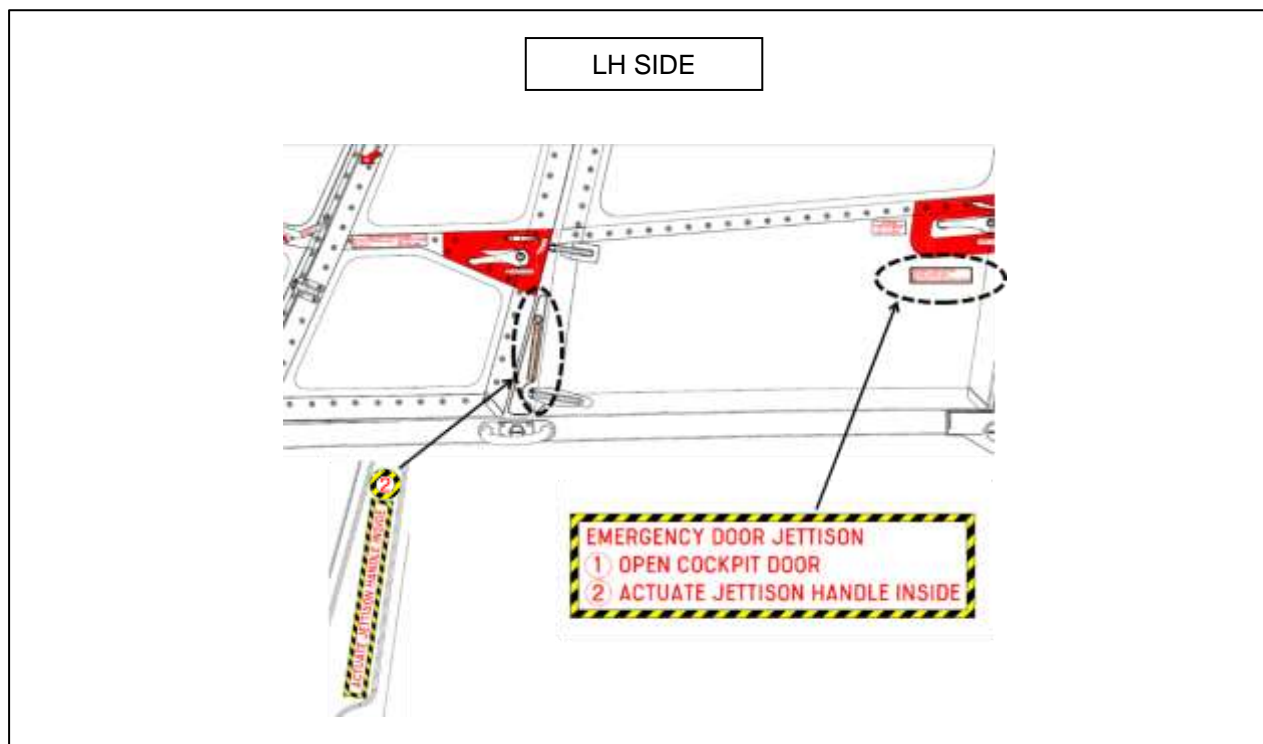 LH SIDE
2
ACTUATE JETTISON HANDLE INSIDE
EMERGENCY DOOR JETTISON
1 OPEN COCKPIT DOOR
2 ACTUATE JETTISON HANDLE INSIDE